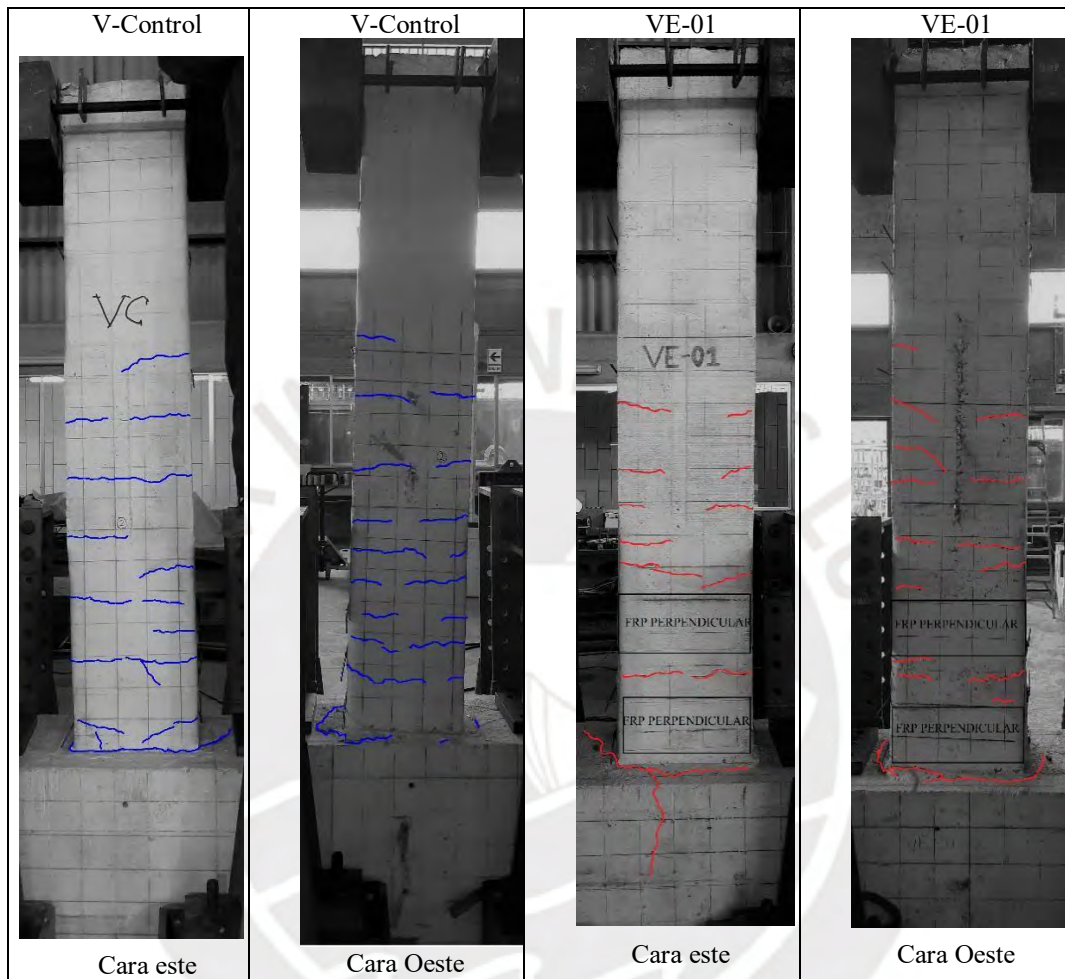 V-Control
V-Control
VE-01
VE-01
VC
VE-01
FRP PERPENDICULAR
FRP PERPENDICULAR
FRP PERPENDICULAR
FRP PERPENDICULAR
Cara este
Cara Oeste
Cara este
Cara Oeste